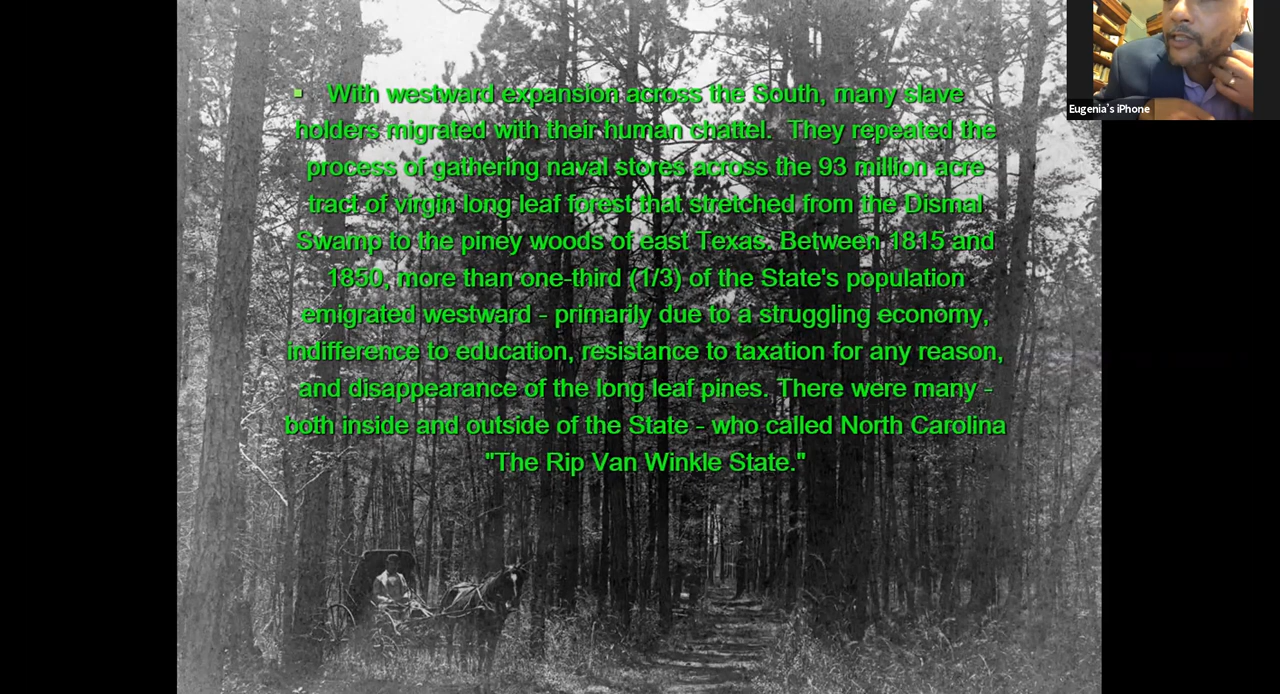 ▪ With westward expansion across the South, many slave
holders migrated with their human chattel.  They repeated the
process of gathering naval stores across the 93 million acre
tract of virgin long leaf forest that stretched from the Dismal
Swamp to the piney woods of east Texas. Between 1815 and
1850, more than one-third (1/3) of the State's population
emigrated westward - primarily due to a struggling economy,
indifference to education, resistance to taxation for any reason,
and disappearance of the long leaf pines. There were many -
both inside and outside of the State - who called North Carolina
"The Rip Van Winkle State."
Eugenia's iPhone